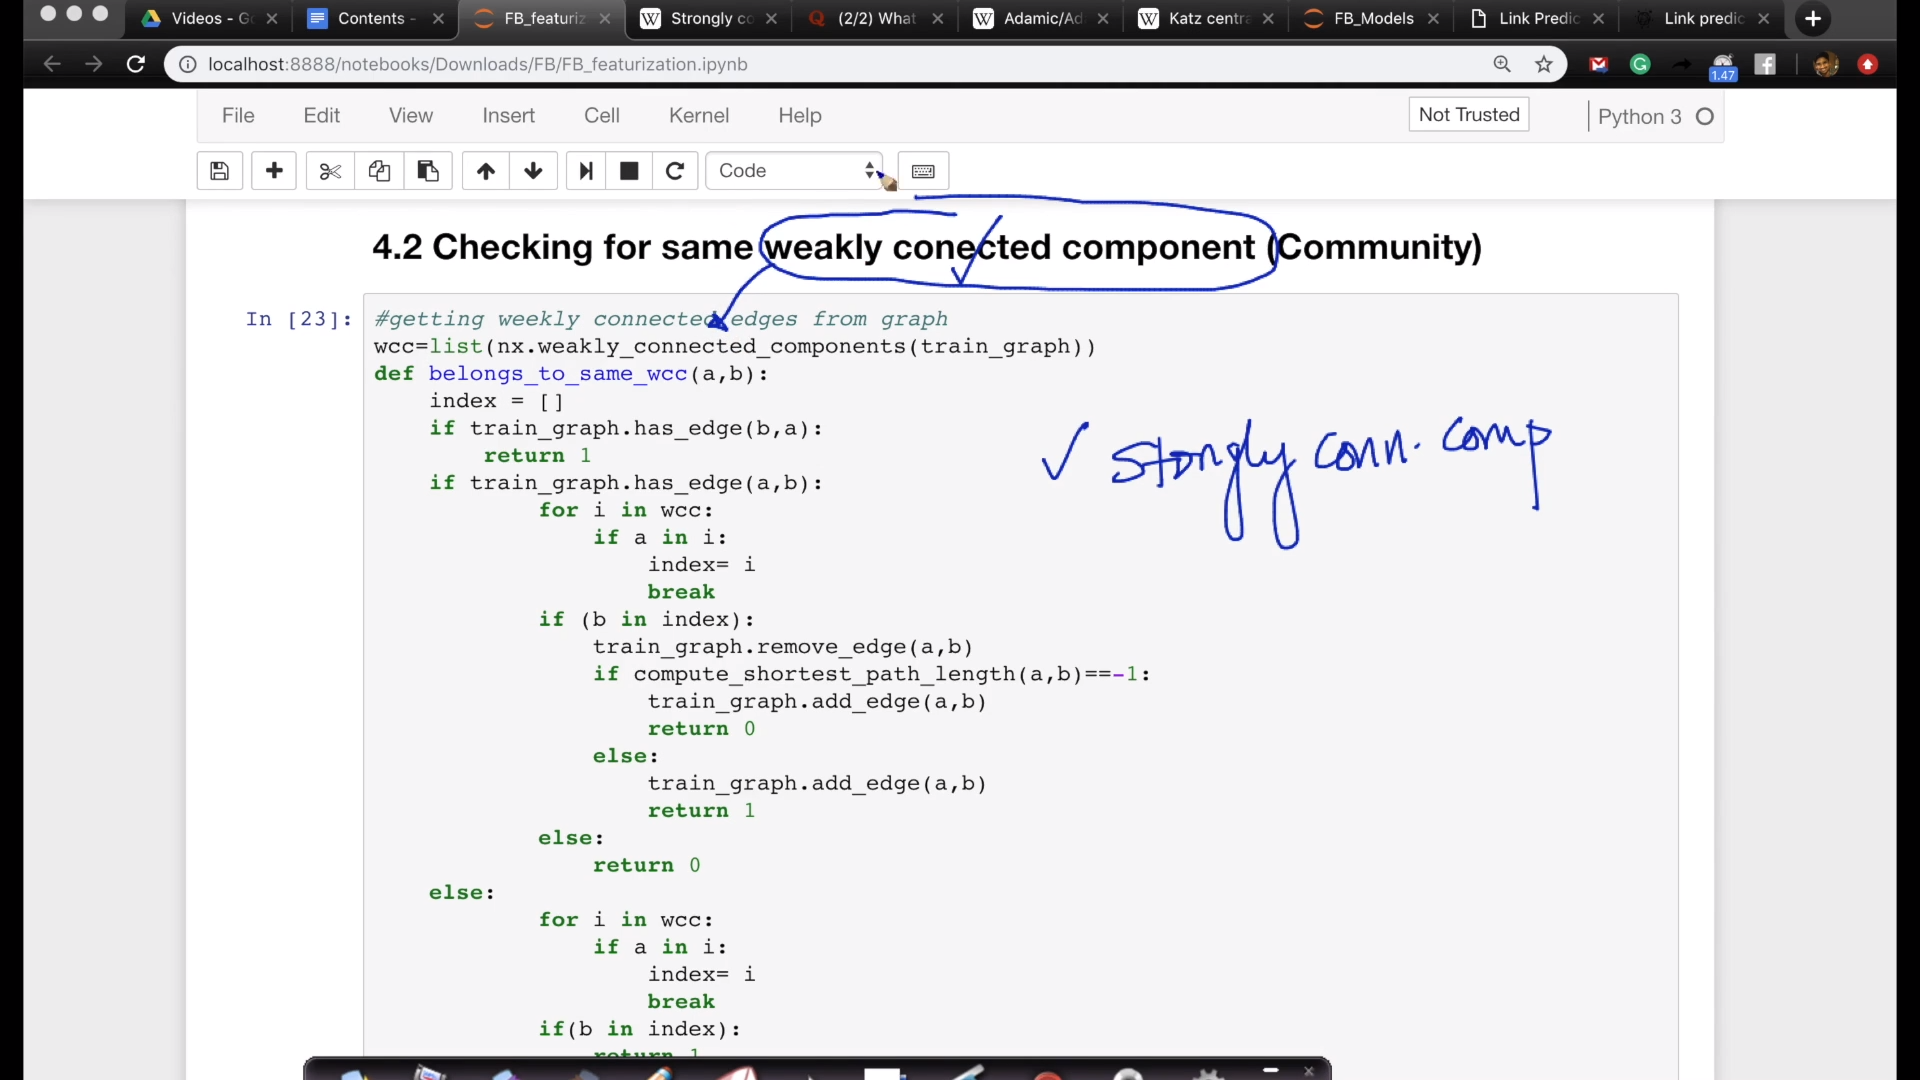 Videos - Go
Contents -
FB_featuriz
Strongly co
(2/2) What
Adamic/Ad
Katz centra
FB_Models
Link Predic
Link predic
localhost:8888/notebooks/Downloads/FB/FB_featurization.ipynb
1.47
File Edit View Insert Cell Kernel Help
Not Trusted
Python 3
Code
4.2 Checking for same weakly conected component (Community)
In [23]:
#getting weekly connected edges from graph
wcc=list(nx.weakly_connected_components(train_graph))
def belongs_to_same_wcc(a,b):
    index = []
    if train_graph.has_edge(b,a):
        return 1
    if train_graph.has_edge(a,b):
            for i in wcc:
                if a in i:
                    index= i
                    break
            if (b in index):
                train_graph.remove_edge(a,b)
                if compute_shortest_path_length(a,b)==-1:
                    train_graph.add_edge(a,b)
                    return 0
                else:
                    train_graph.add_edge(a,b)
                    return 1
            else:
                return 0
    else:
            for i in wcc:
                if a in i:
                    index= i
                    break
            if(b in index):
                return 1
✓ stongly conn. comp